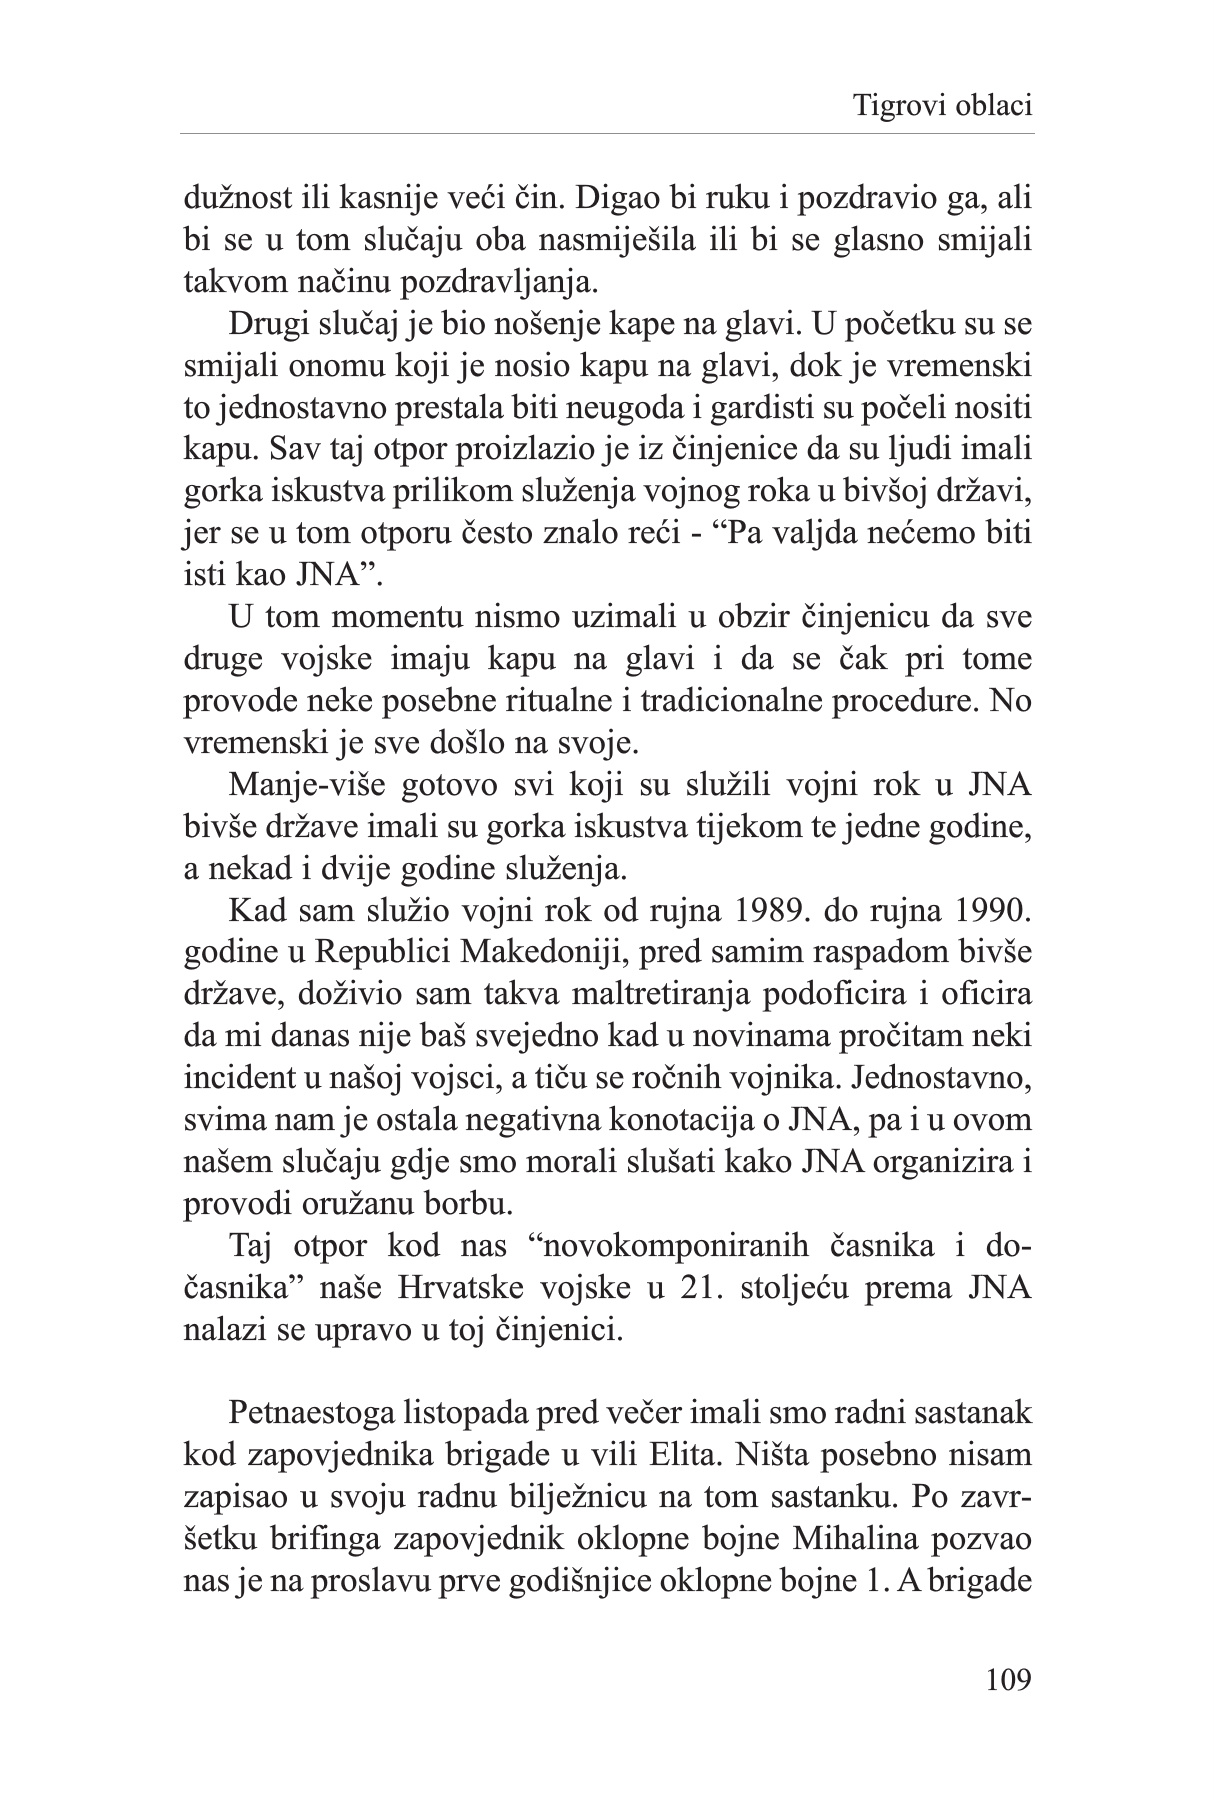 Tigrovi oblaci
dužnost ili kasnije veći čin. Digao bi ruku i pozdravio ga, ali
bi se u tom slučaju oba nasmiješila ili bi se glasno smijali
takvom načinu pozdravljanja.
Drugi slučaj je bio nošenje kape na glavi. U početku su se
smijali onomu koji je nosio kapu na glavi, dok je vremenski
to jednostavno prestala biti neugoda i gardisti su počeli nositi
kapu. Sav taj otpor proizlazio je iz činjenice da su ljudi imali
gorka iskustva prilikom služenja vojnog roka u bivšoj državi,
jer se u tom otporu često znalo reći - “Pa valjda nećemo biti
isti kao JNA”.
U tom momentu nismo uzimali u obzir činjenicu da sve
druge vojske imaju kapu na glavi i da se čak pri tome
provode neke posebne ritualne i tradicionalne procedure. No
vremenski je sve došlo na svoje.
Manje-više gotovo svi koji su služili vojni rok u JNA
bivše države imali su gorka iskustva tijekom te jedne godine,
a nekad i dvije godine služenja.
Kad sam služio vojni rok od rujna 1989. do rujna 1990.
godine u Republici Makedoniji, pred samim raspadom bivše
države, doživio sam takva maltretiranja podoficira i oficira
da mi danas nije baš svejedno kad u novinama pročitam neki
incident u našoj vojsci, a tiču se ročnih vojnika. Jednostavno,
svima nam je ostala negativna konotacija o JNA, pa i u ovom
našem slučaju gdje smo morali slušati kako JNA organizira i
provodi oružanu borbu.
Taj otpor kod nas “novokomponiranih časnika i do-
časnika” naše Hrvatske vojske u 21. stoljeću prema JNA
nalazi se upravo u toj činjenici.
Petnaestoga listopada pred večer imali smo radni sastanak
kod zapovjednika brigade u vili Elita. Ništa posebno nisam
zapisao u svoju radnu bilježnicu na tom sastanku. Po zavr-
šetku brifinga zapovjednik oklopne bojne Mihalina pozvao
nas je na proslavu prve godišnjice oklopne bojne 1. A brigade
109